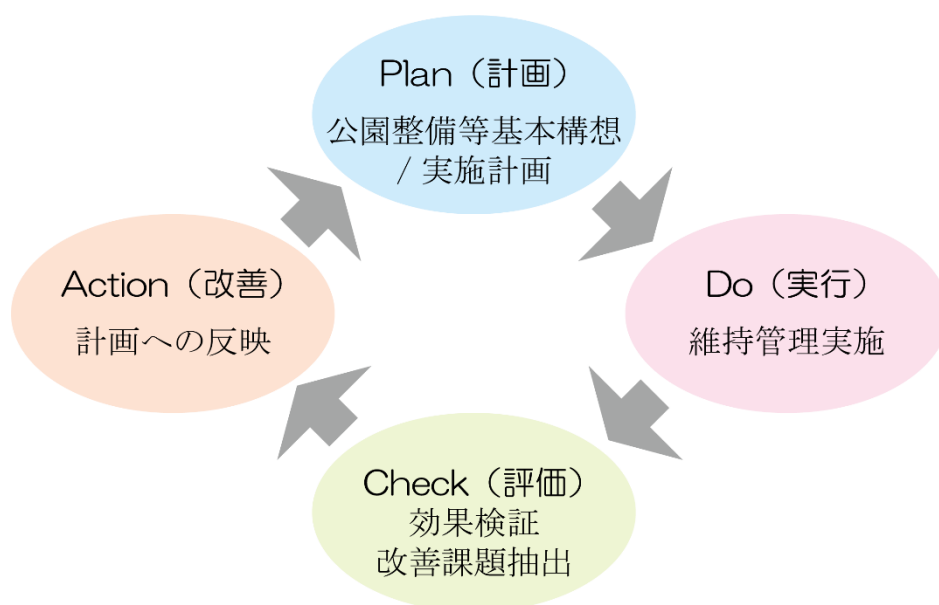 Plan（計画）
公園整備等基本構想
/ 実施計画
Do（実行）
維持管理実施
Check（評価）
効果検証
改善課題抽出
Action（改善）
計画への反映